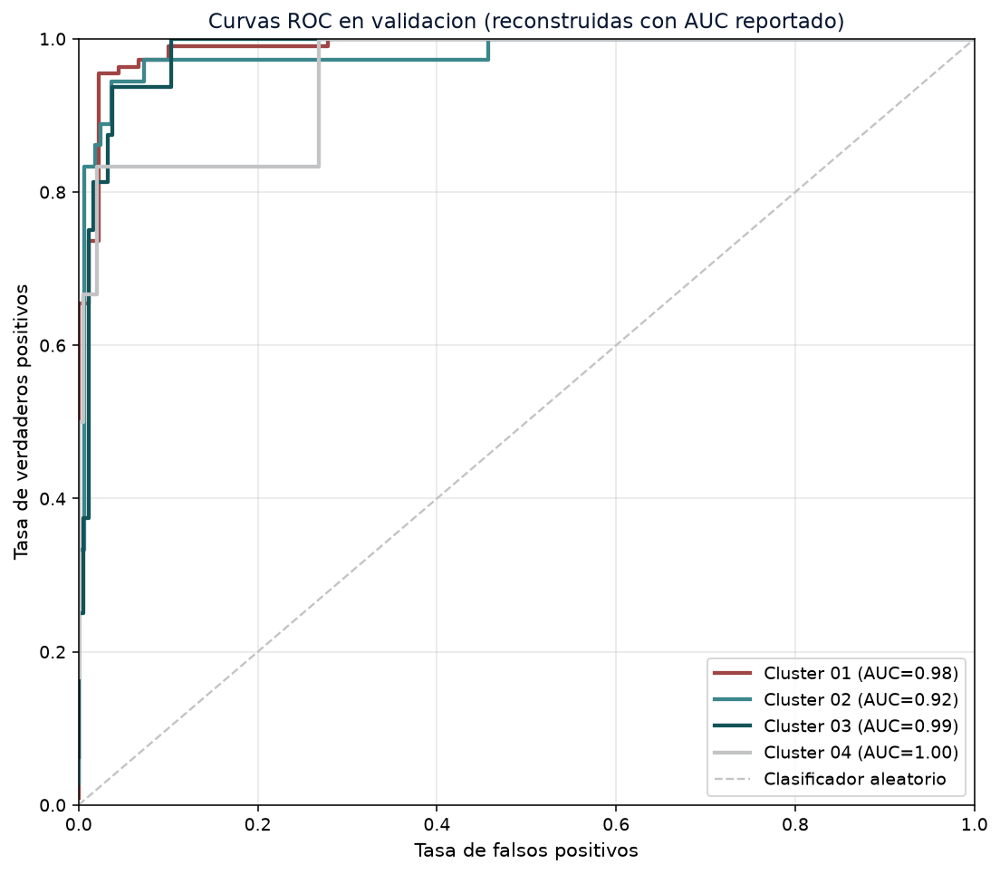 Curvas ROC en validacion (reconstruidas con AUC reportado)
Tasa de verdaderos positivos
1.0
0.8
0.6
0.4
0.2
0.0
0.0 0.2 0.4 0.6 0.8 1.0
Tasa de falsos positivos
Cluster 01 (AUC=0.98)
Cluster 02 (AUC=0.92)
Cluster 03 (AUC=0.99)
Cluster 04 (AUC=1.00)
Clasificador aleatorio